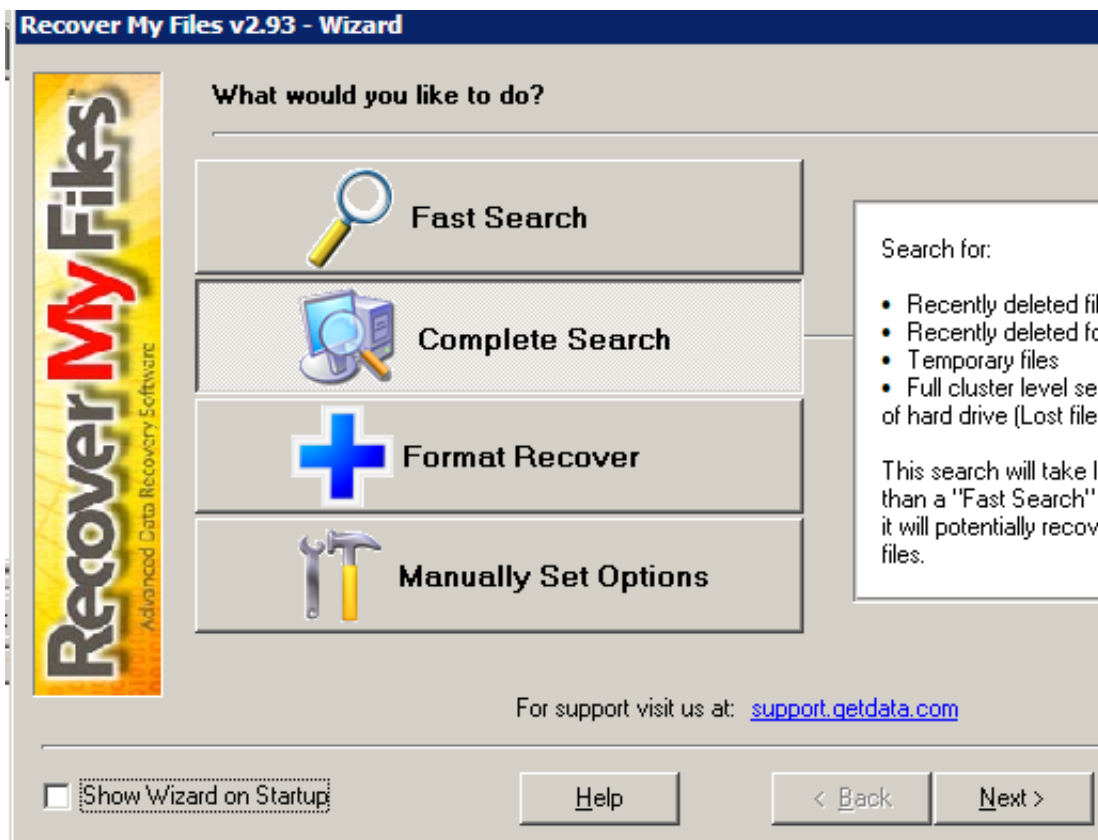 Recover My Files v2.93 - Wizard
Recover My Files
Advanced Data Recovery Software
What would you like to do?
Fast Search
Complete Search
Format Recover
Manually Set Options
Search for:
• Recently deleted
• Recently deleted
• Temporary files
• Full cluster level
of hard drive (Lost
This search will take
than a "Fast Search"
it will potentially
files.
For support visit us at: support.getdata.com
Show Wizard on Startup
Help
< Back
Next >